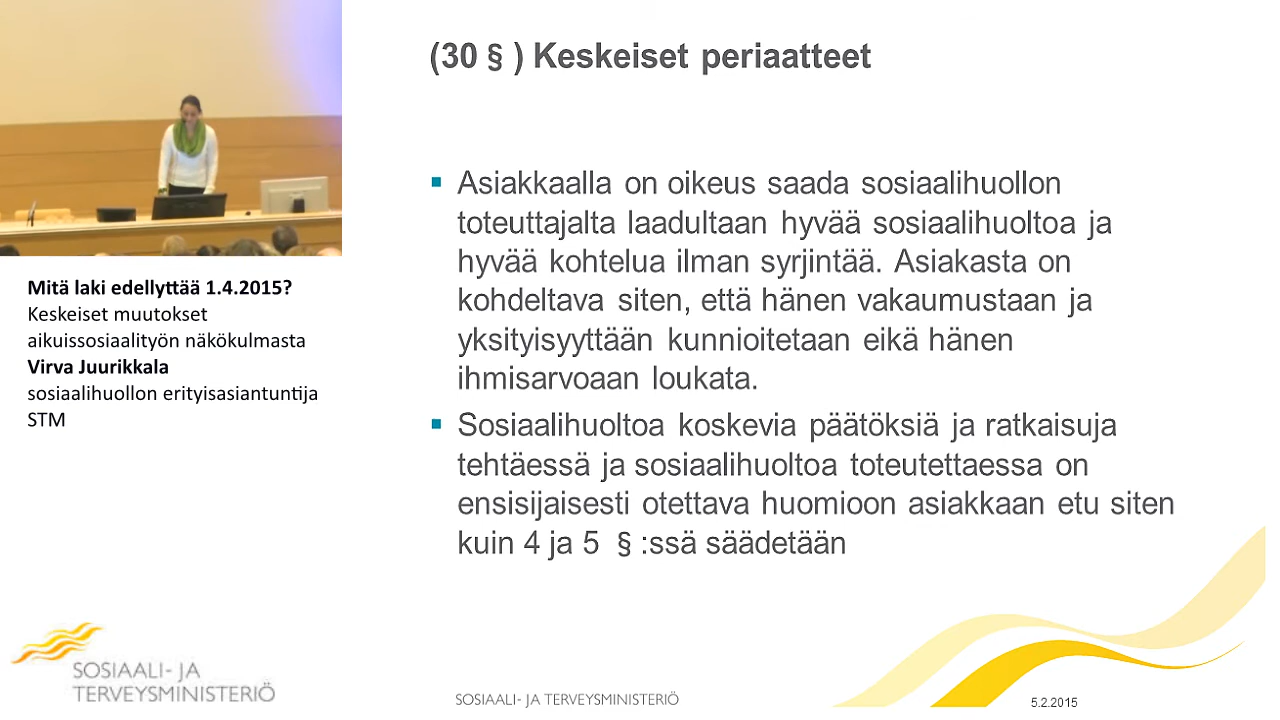 (30 § ) Keskeiset periaatteet
Asiakkaalla on oikeus saada sosiaalihuollon
toteuttajalta laadultaan hyvää sosiaalihuoltoa ja
hyvää kohtelua ilman syrjintää. Asiakasta on
kohdeltava siten, että hänen vakaumustaan ja
yksityisyyttään kunnioitetaan eikä hänen
ihmisarvoaan loukata.
Sosiaalihuoltoa koskevia päätöksiä ja ratkaisuja
tehtäessä ja sosiaalihuoltoa toteutettaessa on
ensisijaisesti otettava huomioon asiakkaan etu siten
kuin 4 ja 5 § :ssä säädetään
Mitä laki edellyttää 1.4.2015?
Keskeiset muutokset
aikuissosiaalityön näkökulmasta
Virva Juurikkala
sosiaalihuollon erityisasiantuntija
STM
SOSIAALI- JA
TERVEYSMINISTERIÖ
SOSIAALI- JA TERVEYSMINISTERIÖ
5.2.2015